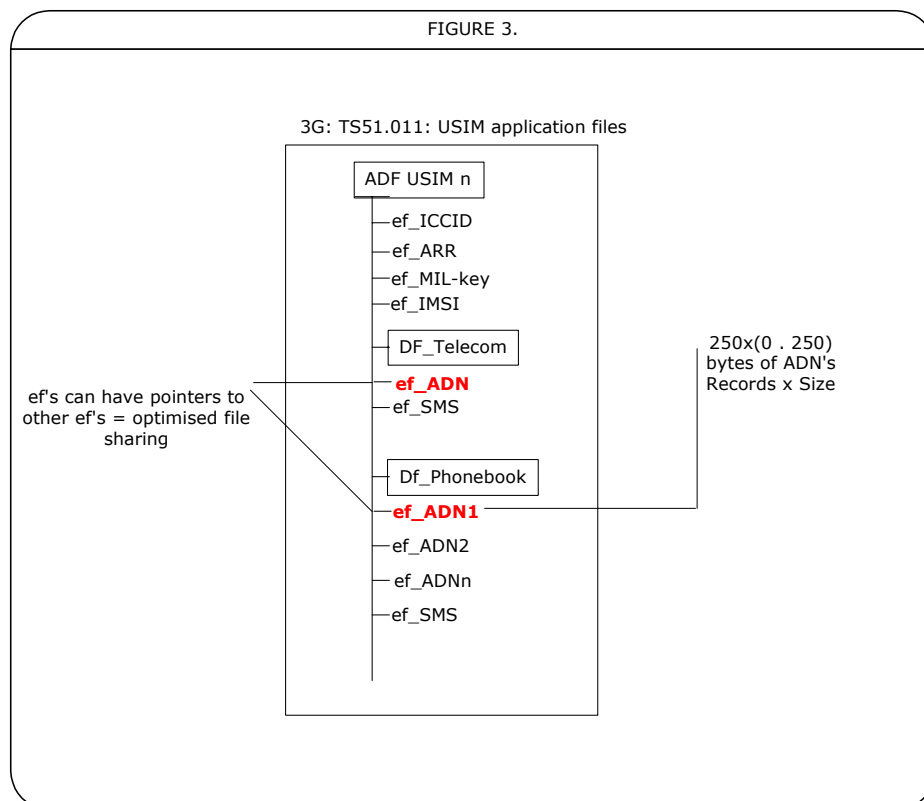 FIGURE 3.
3G: TS51.011: USIM application files
ADF USIM n
ef_ICCID
ef_ARR
ef_MIL-key
ef_IMSI
DF_Telecom
ef_ADN
ef_SMS
Df_Phonebook
ef_ADN1
ef_ADN2
ef_ADNn
ef_SMS
ef's can have pointers to
other ef's = optimised file
sharing
250x(0 . 250)
bytes of ADN's
Records x Size